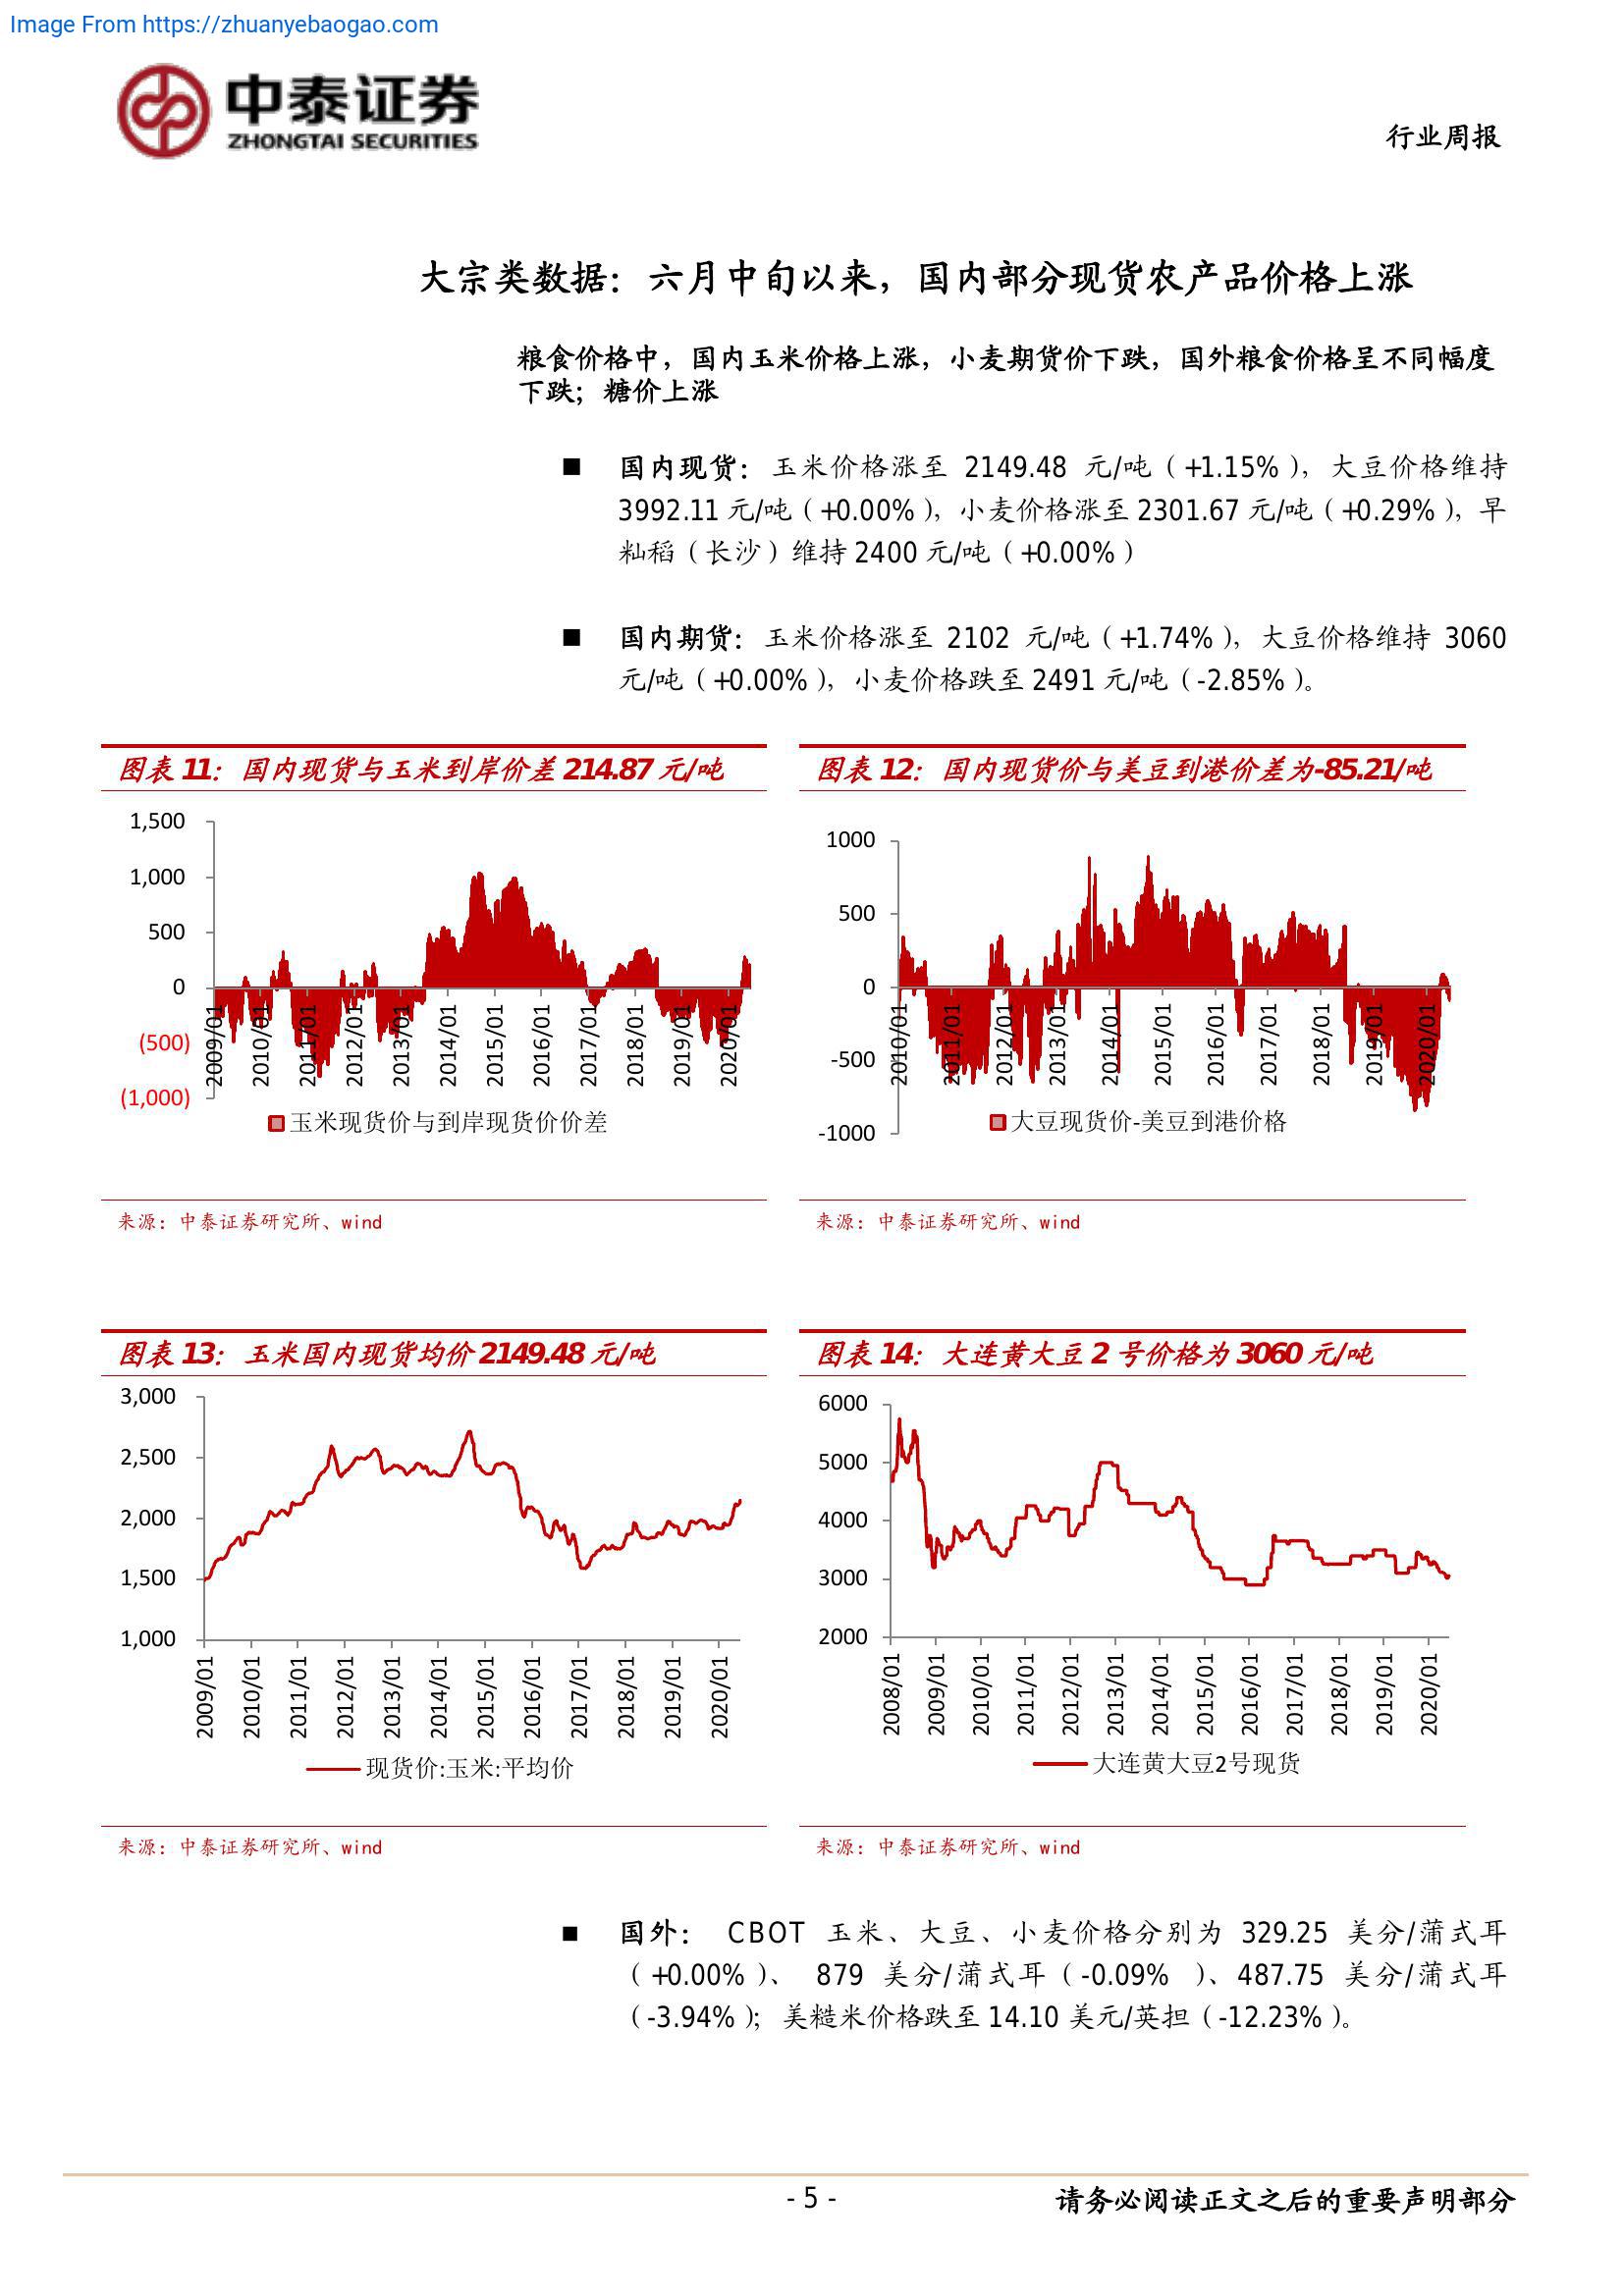 Image From https://zhuanyebaogao.com
中泰证券
ZHONGTAI SECURITIES
行业周报
大宗类数据：六月中旬以来，国内部分现货农产品价格上涨
粮食价格中，国内玉米价格上涨，小麦期货价下跌，国外粮食价格呈不同幅度
下跌；糖价上涨
■ 国内现货：玉米价格涨至 2149.48 元/吨（+1.15%），大豆价格维持
3992.11 元/吨（+0.00%），小麦价格涨至 2301.67 元/吨（+0.29%），早
籼稻（长沙）维持 2400 元/吨（+0.00%）
■ 国内期货：玉米价格涨至 2102 元/吨（+1.74%），大豆价格维持 3060
元/吨（+0.00%），小麦价格跌至 2491 元/吨（-2.85%）。
图表 11：国内现货与玉米到岸价差 214.87 元/吨
1,500
1,000
500
0
(500)
(1,000)
2009/01
2010/01
2011/01
2012/01
2013/01
2014/01
2015/01
2016/01
2017/01
2018/01
2019/01
2020/01
玉米现货价与到岸现货价价差
来源：中泰证券研究所、wind
图表 12：国内现货价与美豆到港价差为-85.21/吨
1000
500
0
-500
-1000
2010/01
2011/01
2012/01
2013/01
2014/01
2015/01
2016/01
2017/01
2018/01
2019/01
2020/01
大豆现货价-美豆到港价格
来源：中泰证券研究所、wind
图表 13：玉米国内现货均价 2149.48 元/吨
3,000
2,500
2,000
1,500
1,000
2009/01
2010/01
2011/01
2012/01
2013/01
2014/01
2015/01
2016/01
2017/01
2018/01
2019/01
2020/01
现货价:玉米:平均价
来源：中泰证券研究所、wind
图表 14：大连黄大豆 2 号价格为 3060 元/吨
6000
5000
4000
3000
2000
2008/01
2009/01
2010/01
2011/01
2012/01
2013/01
2014/01
2015/01
2016/01
2017/01
2018/01
2019/01
2020/01
大连黄大豆2号现货
来源：中泰证券研究所、wind
■ 国外： CBOT 玉米、大豆、小麦价格分别为 329.25 美分/蒲式耳
（+0.00%）、 879 美分/蒲式耳（-0.09% ）、487.75 美分/蒲式耳
（-3.94%）；美糙米价格跌至 14.10 美元/英担（-12.23%）。
- 5 -
请务必阅读正文之后的重要声明部分